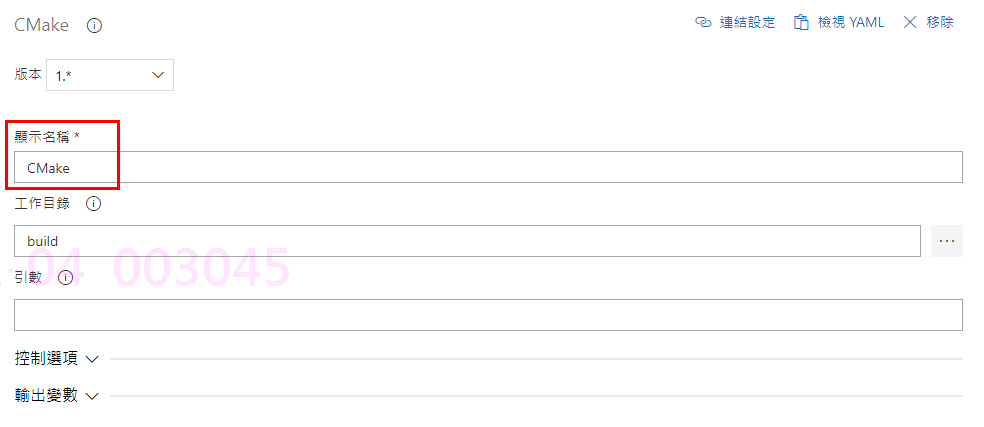 CMake
連結設定 檢視 YAML 移除
版本 1.*
顯示名稱 *
CMake
工作目錄
build
-04 003045
引數
控制選項
輸出變數